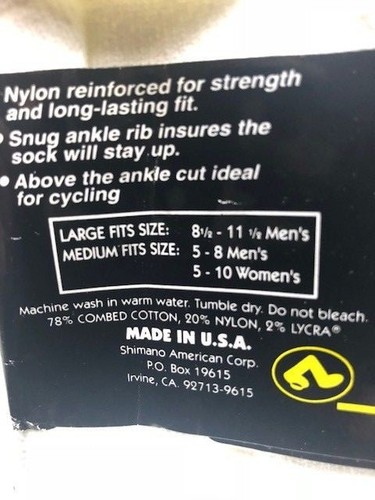 Nylon reinforced for strength
and long-lasting fit.
• Snug ankle rib insures the
sock will stay up.
• Above the ankle cut ideal
for cycling
LARGE FITS SIZE: 8½ - 11 ½ Men's
MEDIUM FITS SIZE: 5 - 8 Men's
5 - 10 Women's
Machine wash in warm water. Tumble dry. Do not bleach.
78% COMBED COTTON, 20% NYLON, 2% LYCRA®
MADE IN U.S.A.
Shimano American Corp.
P.O. Box 19615
Irvine, CA. 92713-9615